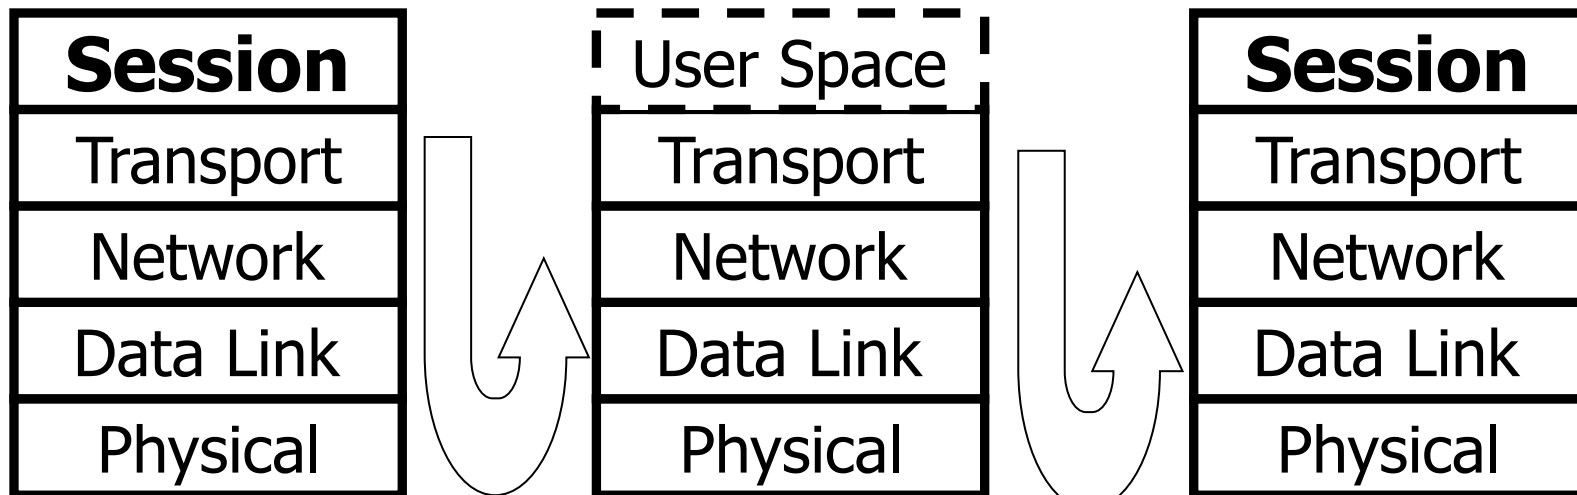 Session
Transport
Network
Data Link
Physical
User Space
Transport
Network
Data Link
Physical
Session
Transport
Network
Data Link
Physical